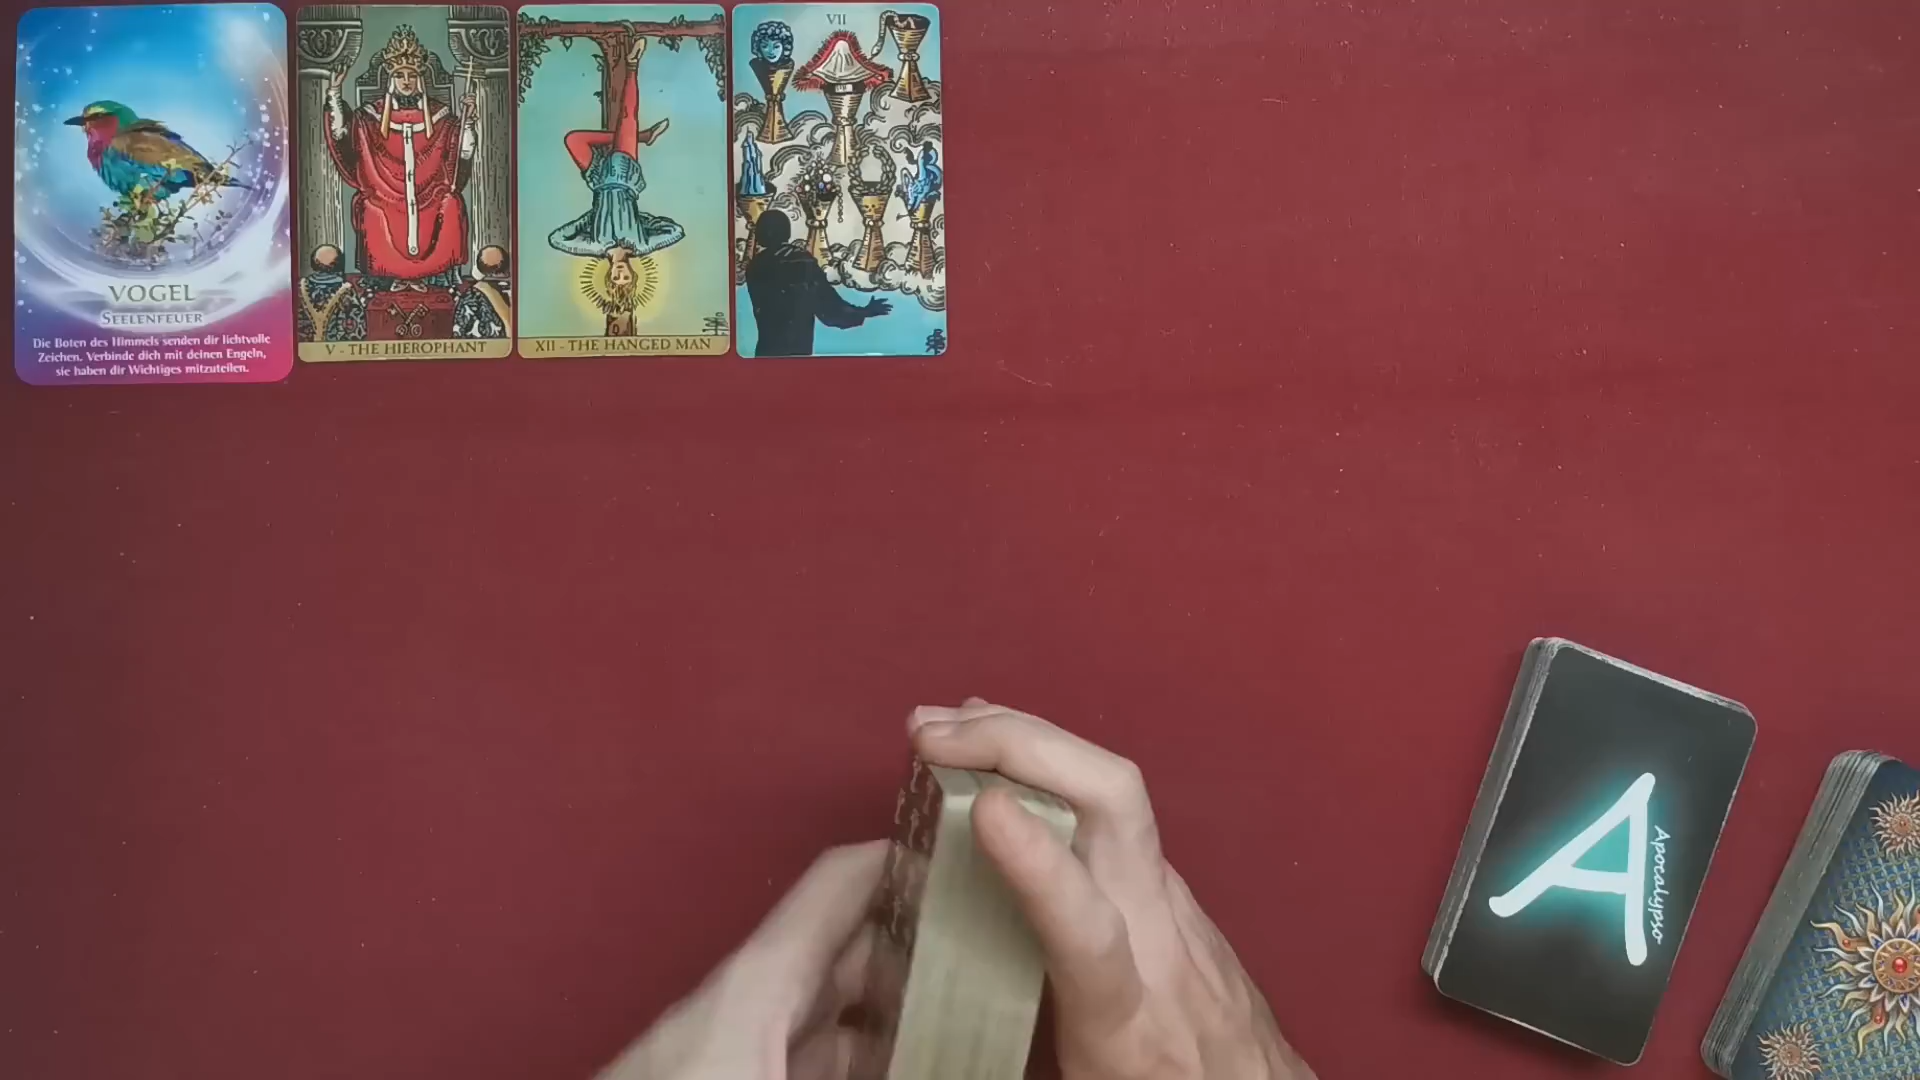 VOGEL
SEELENFEUER
Die Boten des Himmels senden dir lichtvolle
Zeichen. Verbinde dich mit deinen Engeln,
sie haben dir Wichtiges mitzuteilen.
V - THE HIEROPHANT
XII - THE HANGED MAN
VII
A
Apocalypso